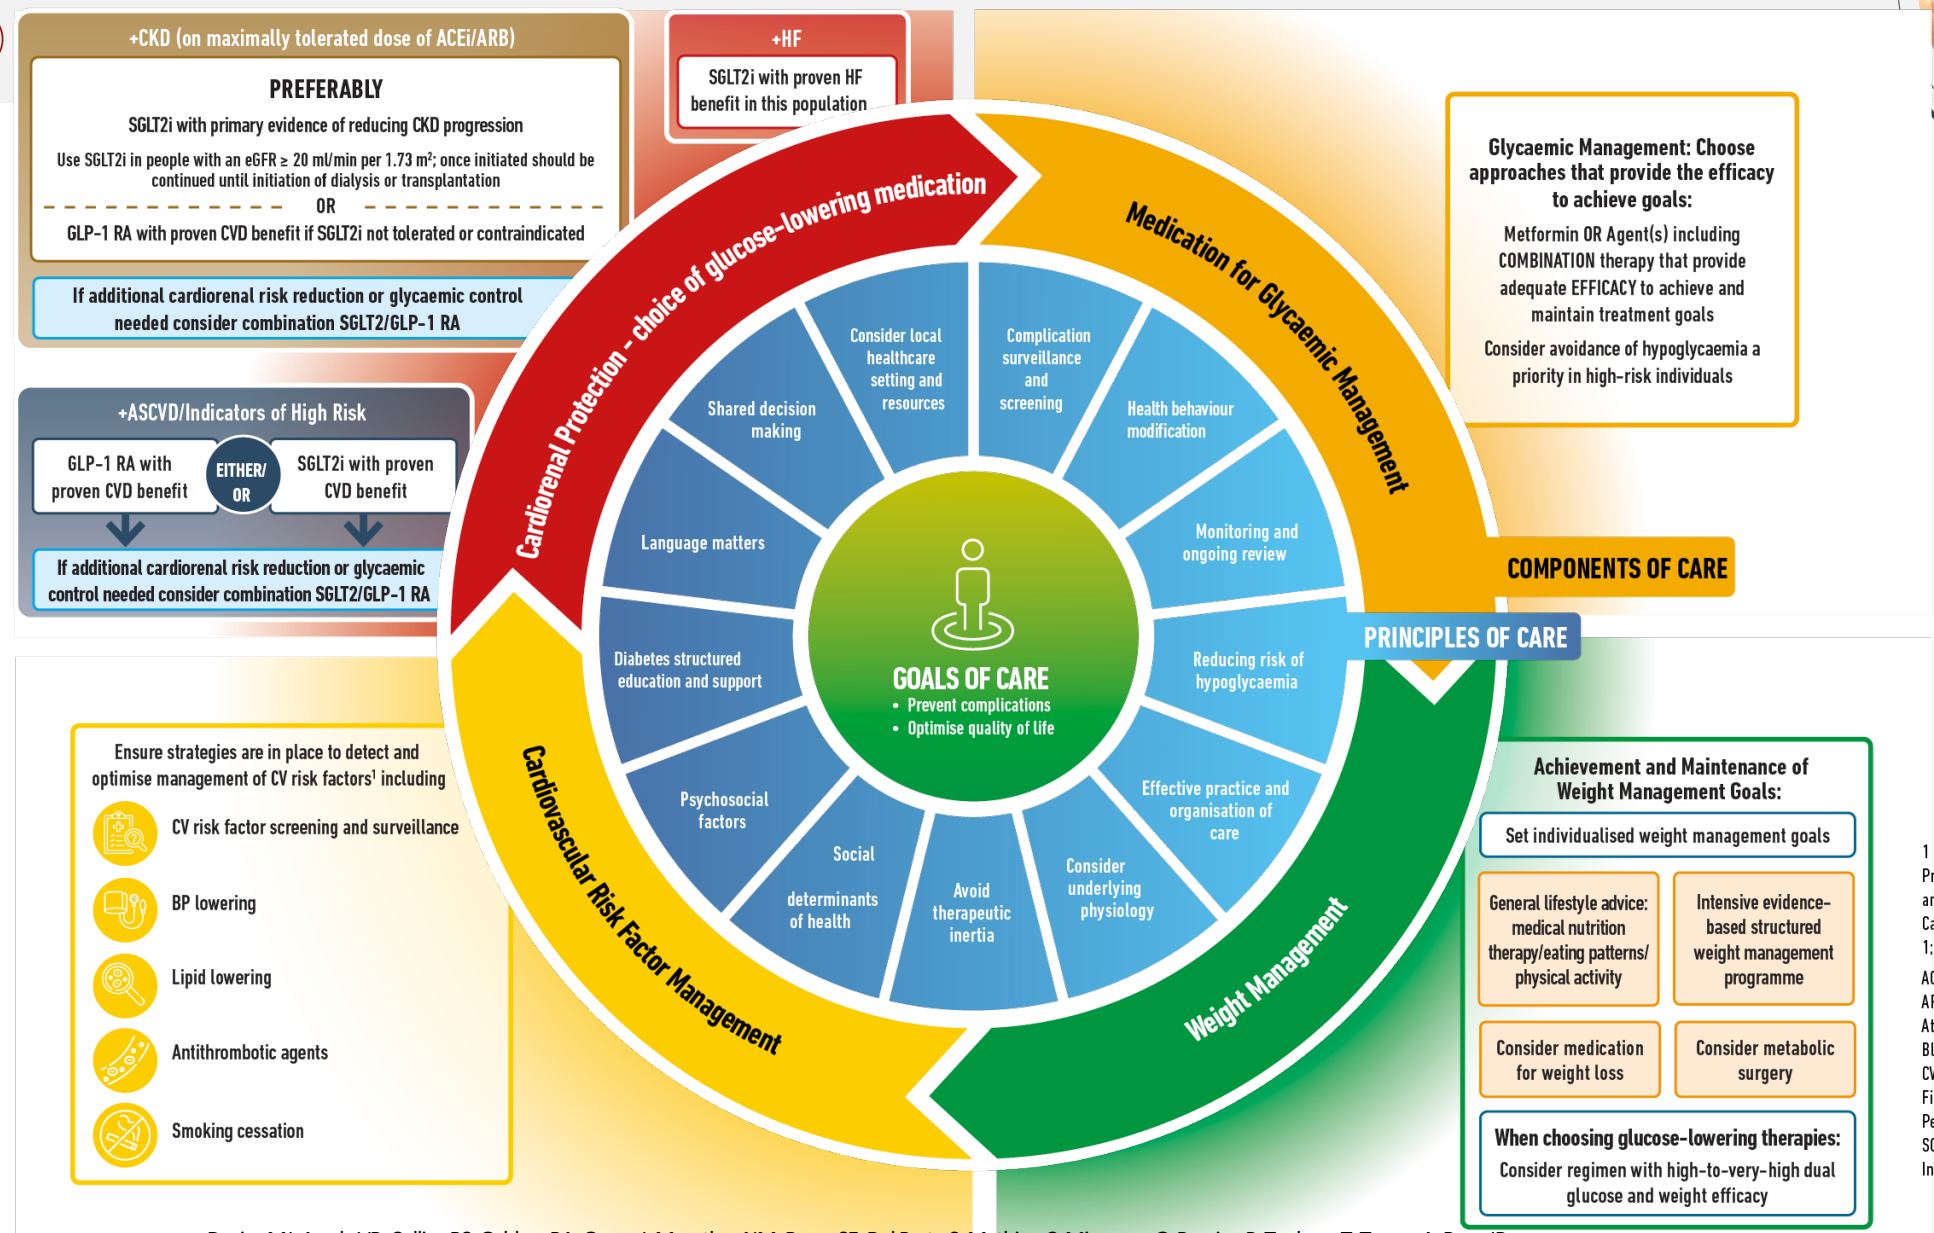 +CKD (on maximally tolerated dose of ACEi/ARB)
PREFERABLY
SGLT2i with primary evidence of reducing CKD progression
Use SGLT2i in people with an eGFR ≥ 20 ml/min per 1.73 m²; once initiated should be
continued until initiation of dialysis or transplantation
OR
GLP-1 RA with proven CVD benefit if SGLT2i not tolerated or contraindicated
If additional cardiorenal risk reduction or glycaemic control
needed consider combination SGLT2/GLP-1 RA
+HF
SGLT2i with proven HF
benefit in this population
+ASCVD/Indicators of High Risk
GLP-1 RA with
proven CVD benefit
EITHER/
OR
SGLT2i with proven
CVD benefit
If additional cardiorenal risk reduction or glycaemic
control needed consider combination SGLT2/GLP-1 RA
Cardiorenal Protection - choice of glucose-lowering medication
Medication for Glycaemic Management
Glycaemic Management: Choose
approaches that provide the efficacy
to achieve goals:
Metformin OR Agent(s) including
COMBINATION therapy that provide
adequate EFFICACY to achieve and
maintain treatment goals
Consider avoidance of hypoglycaemia a
priority in high-risk individuals
COMPONENTS OF CARE
PRINCIPLES OF CARE
Consider local
healthcare
setting and
resources
Complication
surveillance
and
screening
Health behaviour
modification
Monitoring and
ongoing review
Reducing risk of
hypoglycaemia
Effective practice and
organisation of
care
Consider
underlying
physiology
Avoid
therapeutic
inertia
Social
determinants
of health
Psychosocial
factors
Diabetes structured
education and support
Language matters
Shared decision
making
GOALS OF CARE
• Prevent complications
• Optimise quality of life
Cardiovascular Risk Factor Management
Weight Management
Ensure strategies are in place to detect and
optimise management of CV risk factors¹ including
CV risk factor screening and surveillance
BP lowering
Lipid lowering
Antithrombotic agents
Smoking cessation
Achievement and Maintenance of
Weight Management Goals:
Set individualised weight management goals
General lifestyle advice:
medical nutrition
therapy/eating patterns/
physical activity
Intensive evidence-
based structured
weight management
programme
Consider medication
for weight loss
Consider metabolic
surgery
When choosing glucose-lowering therapies:
Consider regimen with high-to-very-high dual
glucose and weight efficacy